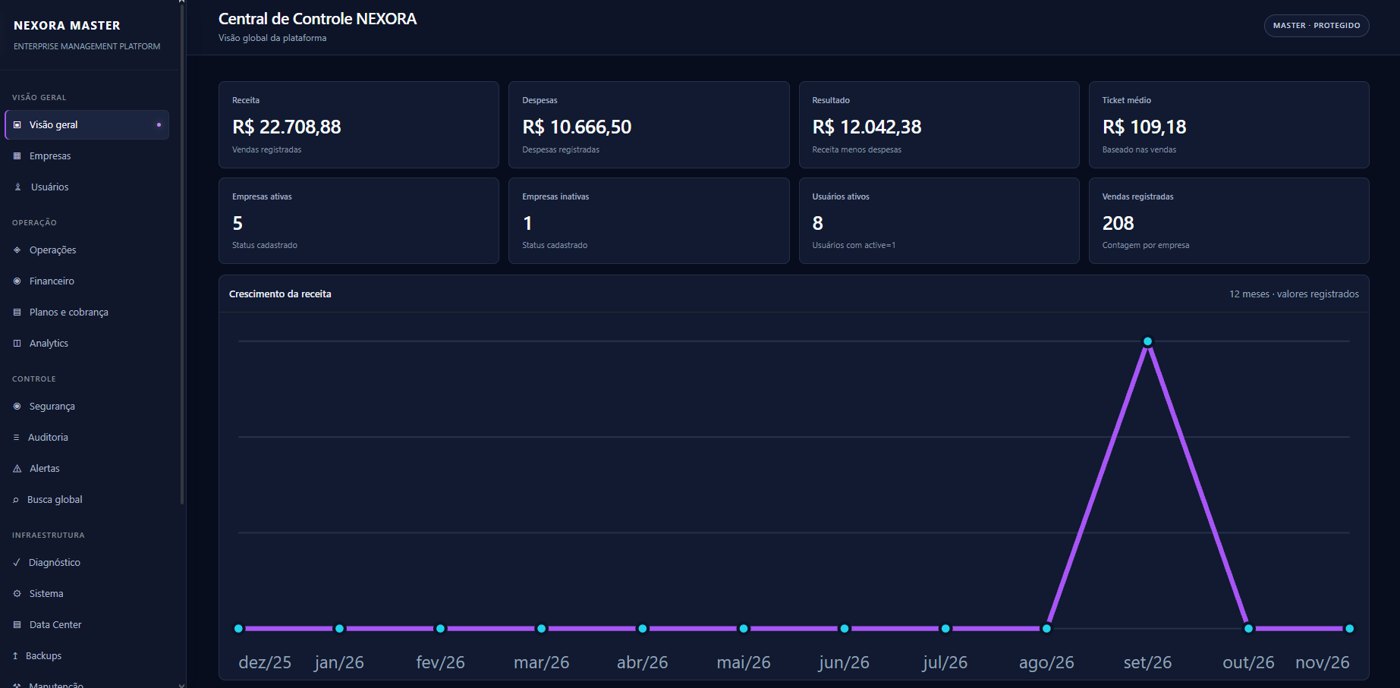 NEXORA MASTER
ENTERPRISE MANAGEMENT PLATFORM
VISÃO GERAL
Visão geral
Empresas
Usuários
OPERAÇÃO
Operações
Financeiro
Planos e cobrança
Analytics
CONTROLE
Segurança
Auditoria
Alertas
Busca global
INFRAESTRUTURA
Diagnóstico
Sistema
Data Center
Backups
Manutenção
Central de Controle NEXORA
Visão global da plataforma
MASTER · PROTEGIDO
Receita
R$ 22.708,88
Vendas registradas
Despesas
R$ 10.666,50
Despesas registradas
Resultado
R$ 12.042,38
Receita menos despesas
Ticket médio
R$ 109,18
Baseado nas vendas
Empresas ativas
5
Status cadastrado
Empresas inativas
1
Status cadastrado
Usuários ativos
8
Usuários com active=1
Vendas registradas
208
Contagem por empresa
Crescimento da receita
12 meses · valores registrados
dez/25 jan/26 fev/26 mar/26 abr/26 mai/26 jun/26 jul/26 ago/26 set/26 out/26 nov/26